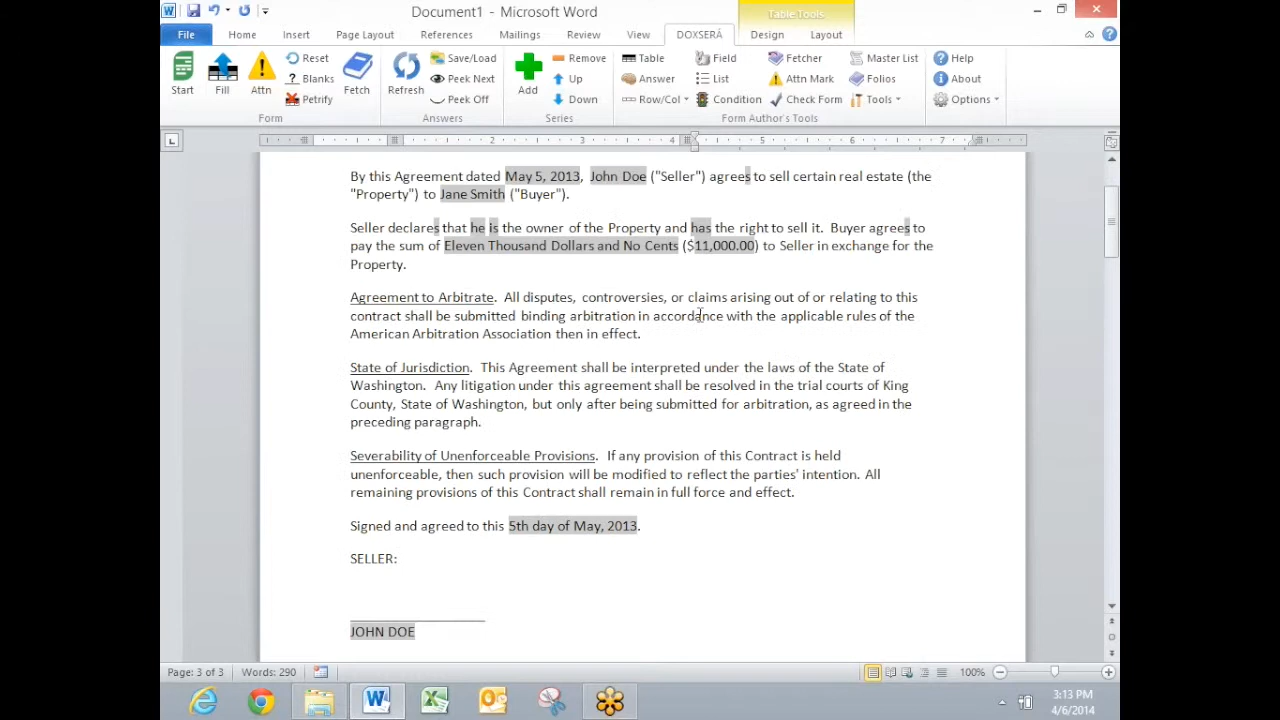 Document1 - Microsoft Word
Table Tools
File Home Insert Page Layout References Mailings Review View DOXSERÁ Design Layout
Start Fill Attn Reset Blanks Petrify Fetch
Refresh Save/Load Peek Next Peek Off
Add Remove Up Down
Table Field Fetcher Master List
Answer List Attn Mark Folios
Row/Col Condition Check Form Tools
Help
About
Options
Form Answers Series Form Author's Tools
2 3 4 5 6 7
By this Agreement dated May 5, 2013, John Doe ("Seller") agrees to sell certain real estate (the
"Property") to Jane Smith ("Buyer").
Seller declares that he is the owner of the Property and has the right to sell it. Buyer agrees to
pay the sum of Eleven Thousand Dollars and No Cents ($11,000.00) to Seller in exchange for the
Property.
Agreement to Arbitrate. All disputes, controversies, or claims arising out of or relating to this
contract shall be submitted binding arbitration in accordance with the applicable rules of the
American Arbitration Association then in effect.
State of Jurisdiction. This Agreement shall be interpreted under the laws of the State of
Washington. Any litigation under this agreement shall be resolved in the trial courts of King
County, State of Washington, but only after being submitted for arbitration, as agreed in the
preceding paragraph.
Severability of Unenforceable Provisions. If any provision of this Contract is held
unenforceable, then such provision will be modified to reflect the parties' intention. All
remaining provisions of this Contract shall remain in full force and effect.
Signed and agreed to this 5th day of May, 2013.
SELLER:
JOHN DOE
Page: 3 of 3 Words: 290 100%
3:13 PM
4/6/2014